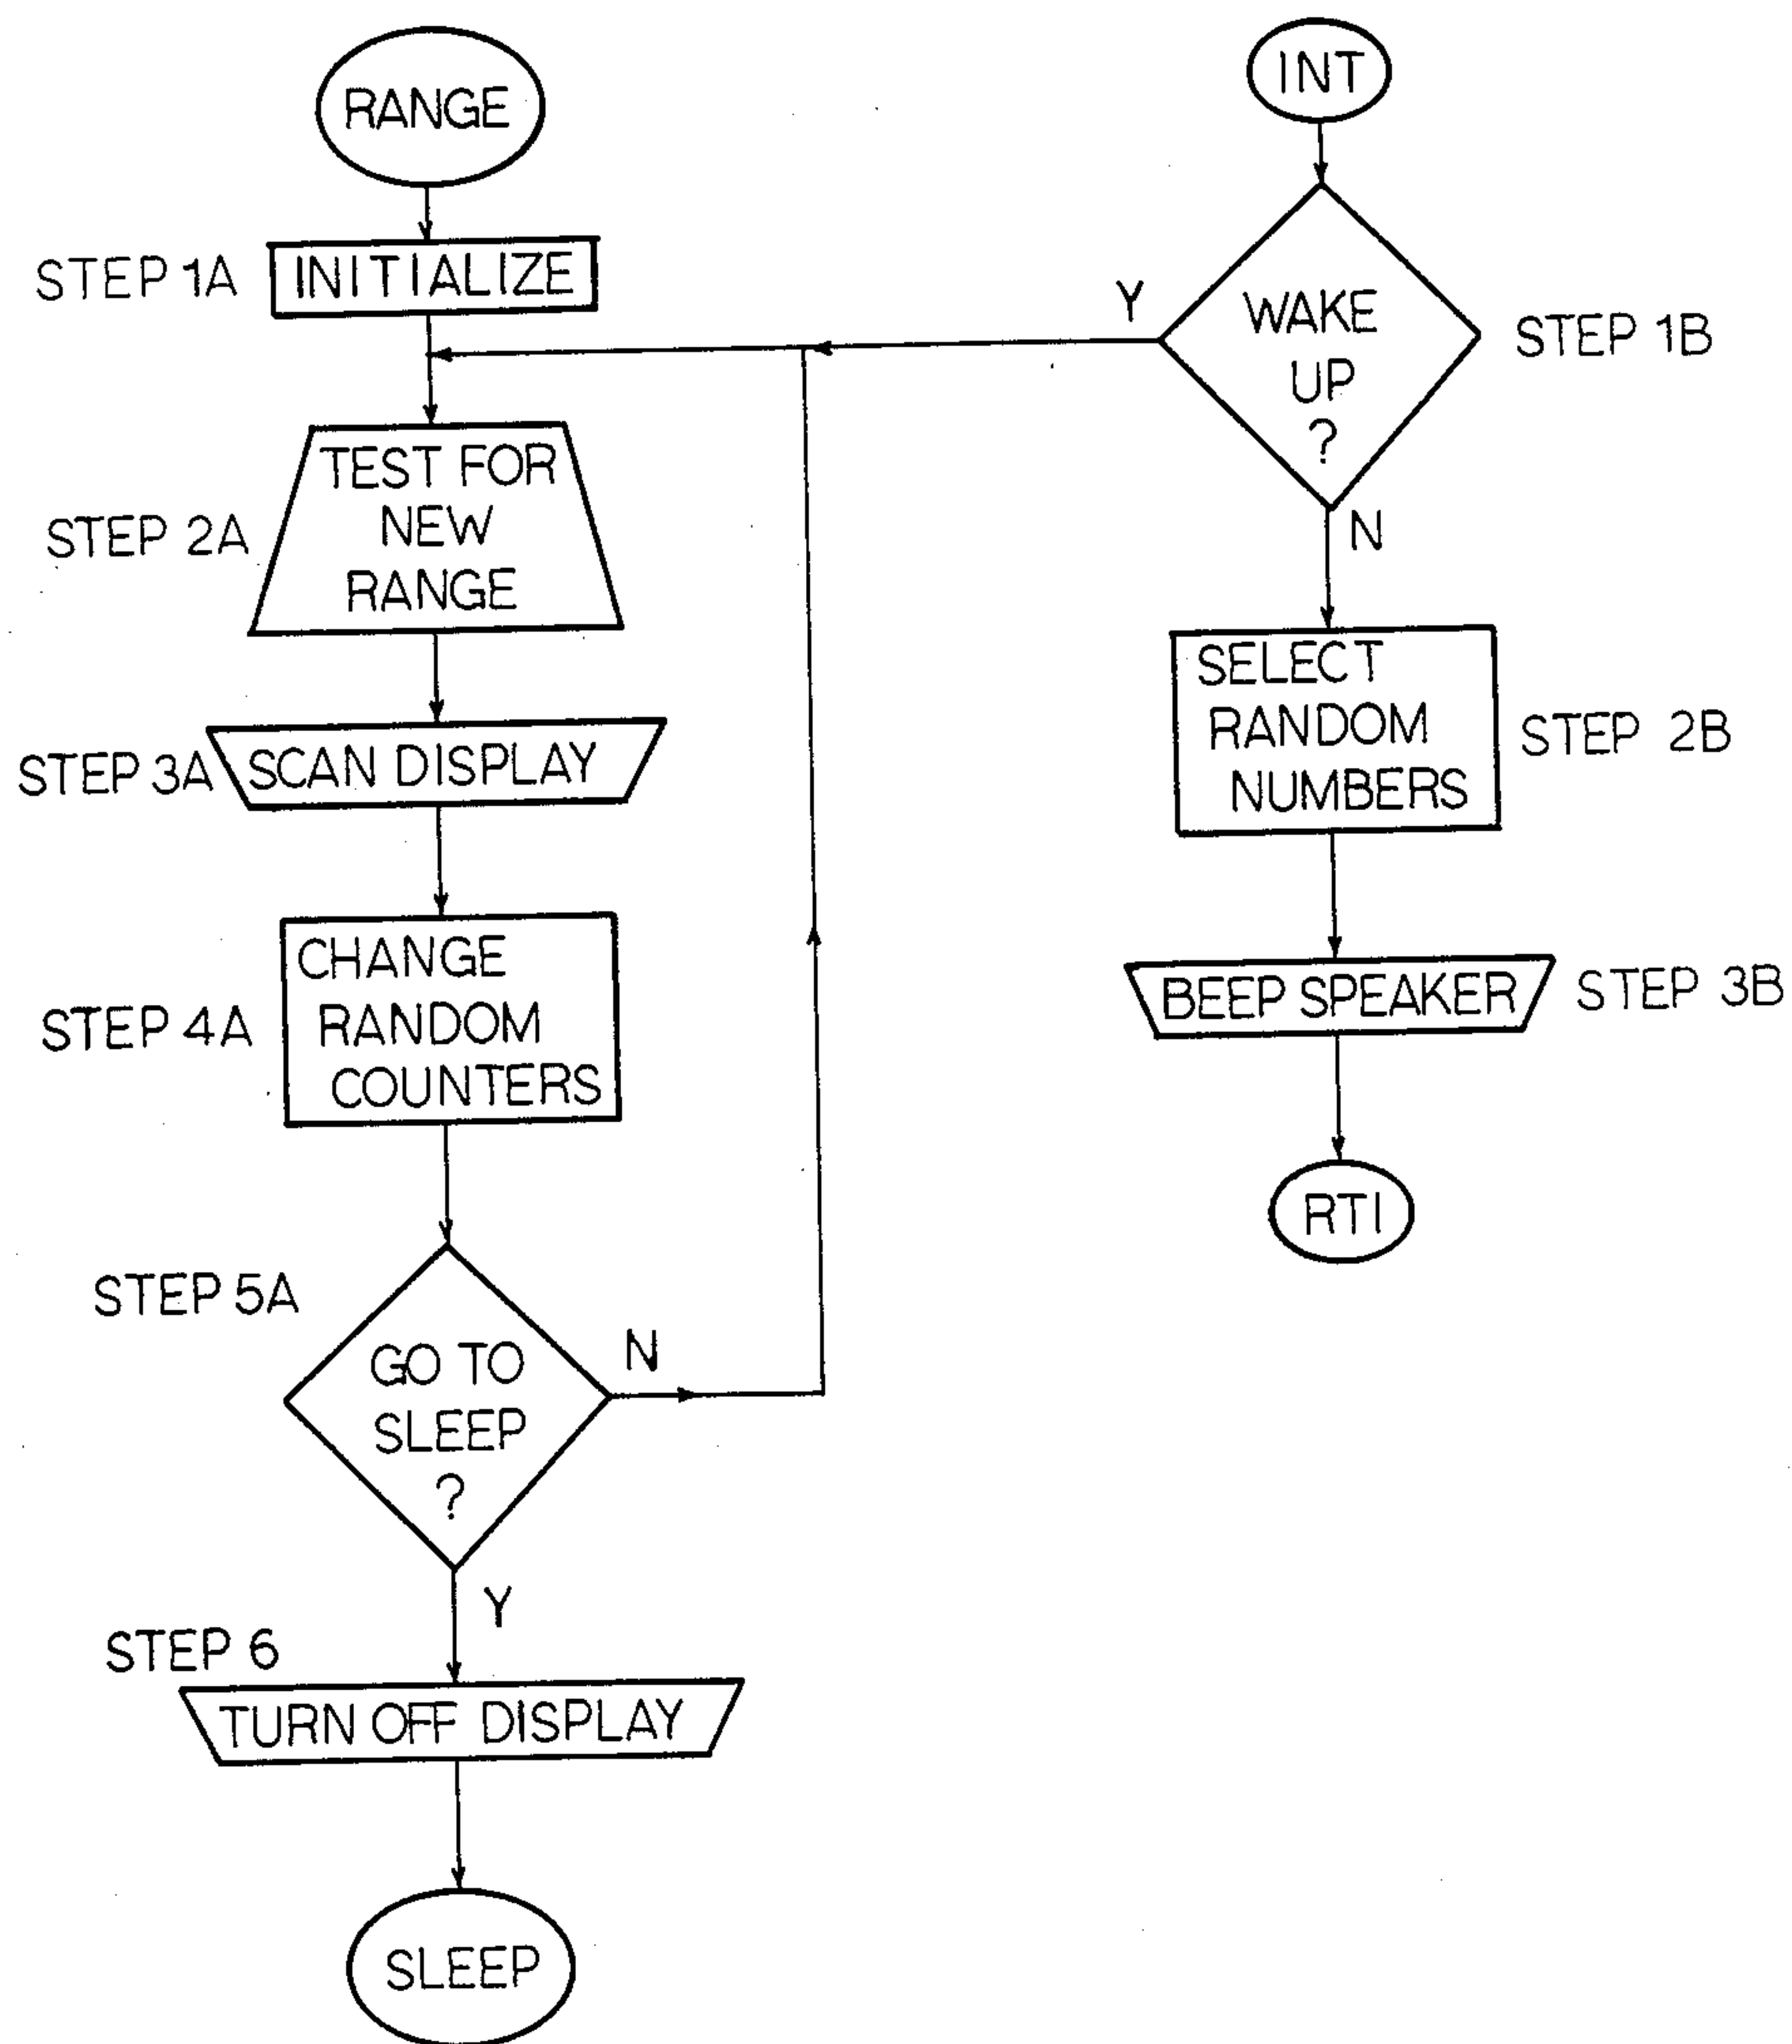 RANGE
STEP 1A
INITIALIZE
STEP 2A
TEST FOR
NEW
RANGE
STEP 3A
SCAN DISPLAY
STEP 4A
CHANGE
RANDOM
COUNTERS
STEP 5A
GO TO
SLEEP
?
N
Y
STEP 6
TURN OFF DISPLAY
SLEEP
INT
Y
WAKE
UP
?
STEP 1B
N
SELECT
RANDOM
NUMBERS
STEP 2B
BEEP SPEAKER
STEP 3B
RTI